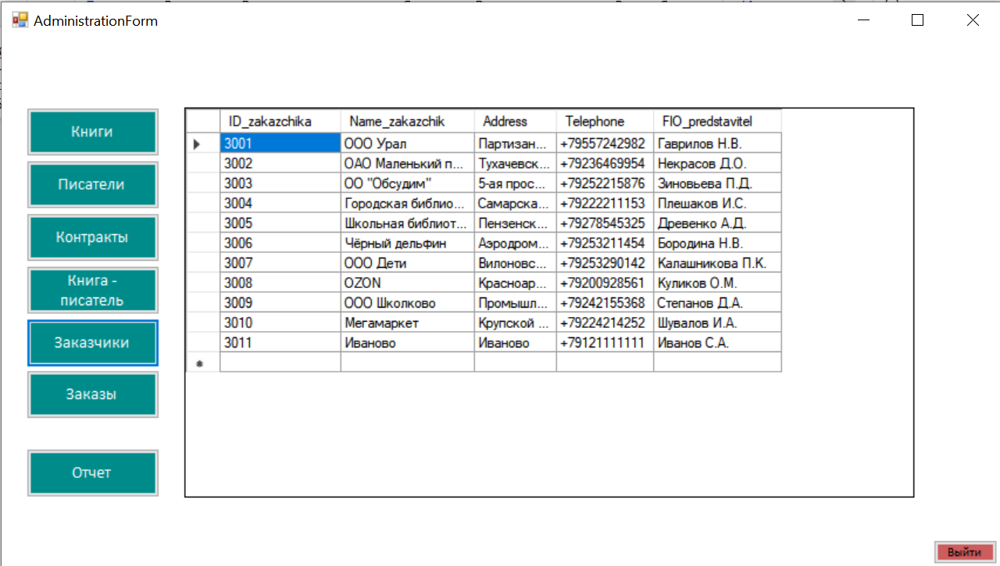 AdministrationForm
Книги
Писатели
Контракты
Книга -
писатель
Заказчики
Заказы
Отчет
ID_zakazchika Name_zakazchik Address Telephone FIO_predstavitel
3001 ООО Урал Партизан... +79557242982 Гаврилов Н.В.
3002 ОАО Маленький п... Тухачевск... +79236469954 Некрасов Д.О.
3003 ОО "Обсудим" 5-ая прос... +79252215876 Зиновьева П.Д.
3004 Городская библио... Самарска... +79222211153 Плешаков И.С.
3005 Школьная библиот... Пензенск... +79278545325 Древенко А.Д.
3006 Чёрный дельфин Аэродром... +79253211454 Бородина Н.В.
3007 ООО Дети Вилоновс... +79253290142 Калашникова П.К.
3008 OZON Красноар... +79200928561 Куликов О.М.
3009 ООО Школково Промышл... +79242155368 Степанов Д.А.
3010 Мегамаркет Крупской ... +79224214252 Шувалов И.А.
3011 Иваново Иваново +79121111111 Иванов С.А.
Выйти